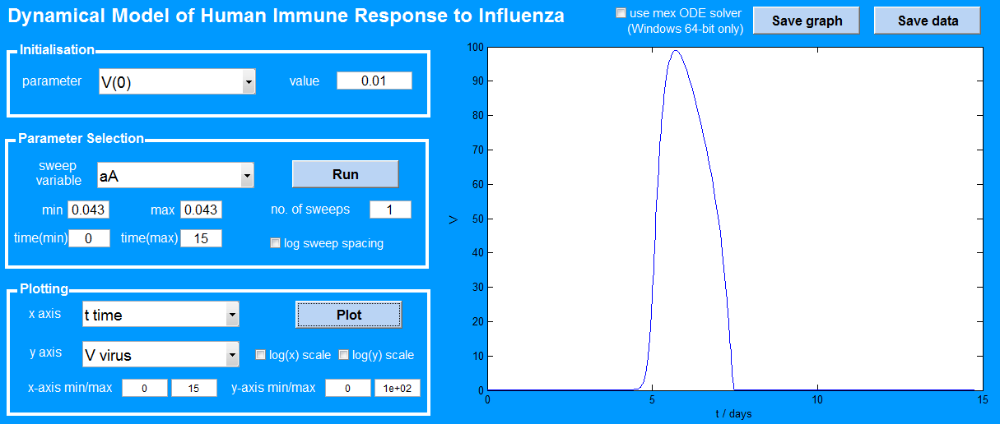 Dynamical Model of Human Immune Response to Influenza
use mex ODE solver
(Windows 64-bit only)
Save graph
Save data
Initialisation
parameter
V(0)
value
0.01
Parameter Selection
sweep
variable
aA
Run
min
0.043
max
0.043
no. of sweeps
1
time(min)
0
time(max)
15
log sweep spacing
Plotting
x axis
t time
Plot
y axis
V virus
log(x) scale
log(y) scale
x-axis min/max
0
15
y-axis min/max
0
1e+02
100
90
80
70
60
50
40
30
20
10
0
V
0
5
10
15
t / days